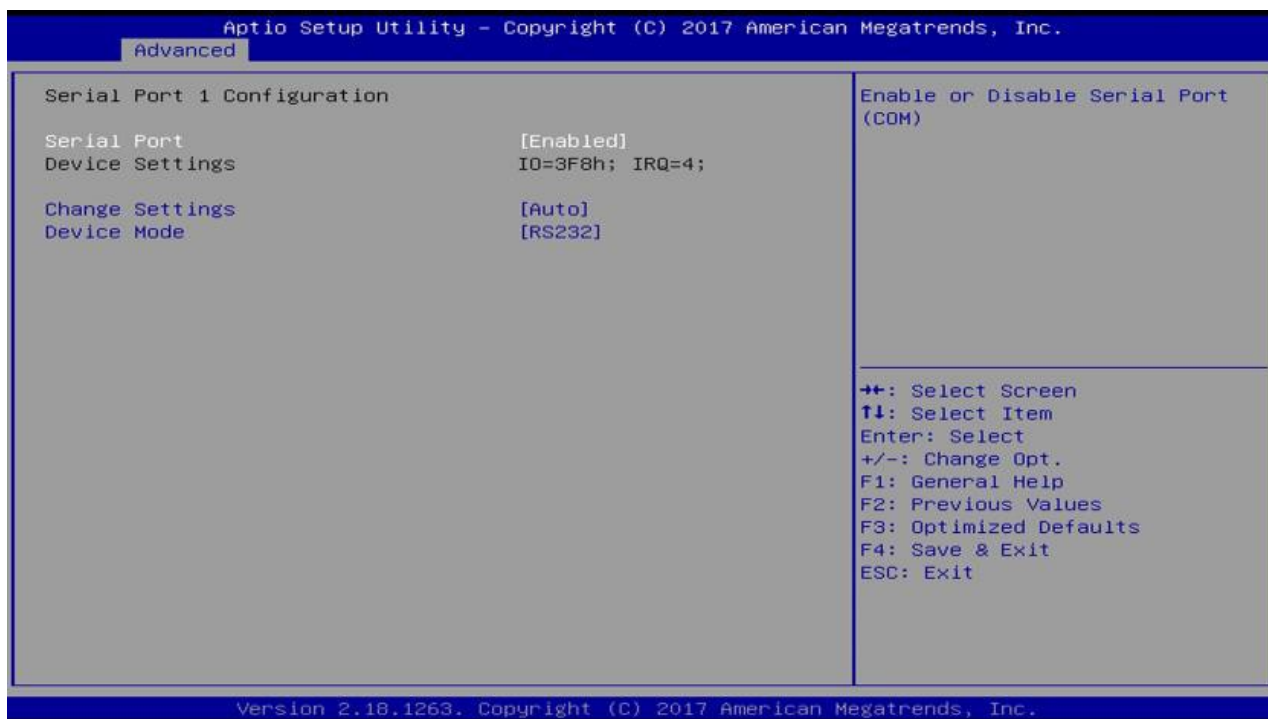 Aptio Setup Utility – Copyright (C) 2017 American Megatrends, Inc.
Advanced
Serial Port 1 Configuration
Serial Port [Enabled]
Device Settings IO=3F8h; IRQ=4;
Change Settings [Auto]
Device Mode [RS232]
Enable or Disable Serial Port
(COM)
→←: Select Screen
↑↓: Select Item
Enter: Select
+/-: Change Opt.
F1: General Help
F2: Previous Values
F3: Optimized Defaults
F4: Save & Exit
ESC: Exit
Version 2.18.1263. Copyright (C) 2017 American Megatrends, Inc.